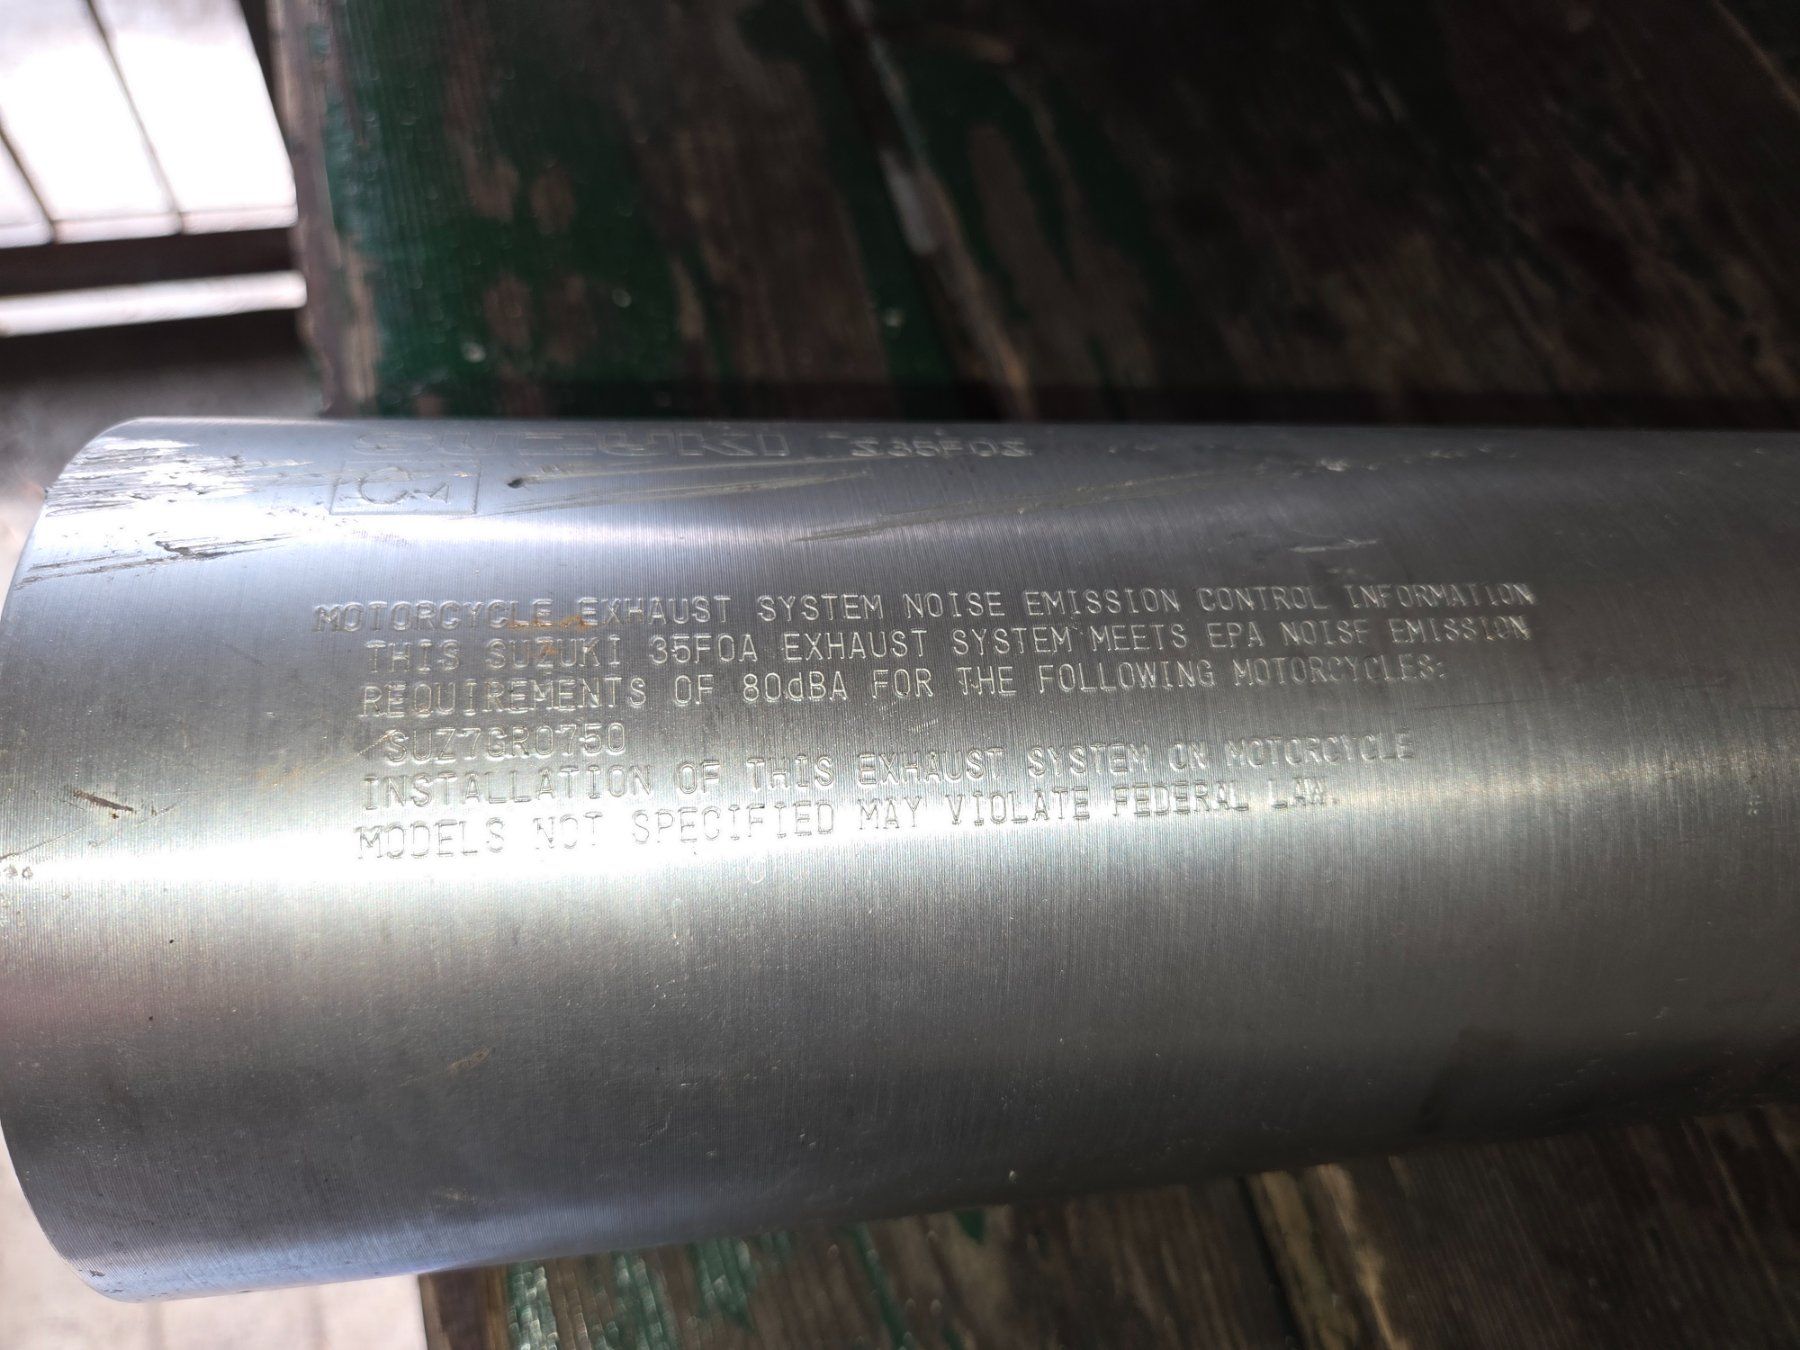 SUZUKI S35F0S
MOTORCYCLE EXHAUST SYSTEM NOISE EMISSION CONTROL INFORMATION
THIS SUZUKI 35F0A EXHAUST SYSTEM MEETS EPA NOISE EMISSION
REQUIREMENTS OF 80dBA FOR THE FOLLOWING MOTORCYCLES:
SUZ7GR0750
INSTALLATION OF THIS EXHAUST SYSTEM ON MOTORCYCLE
MODELS NOT SPECIFIED MAY VIOLATE FEDERAL LAW.